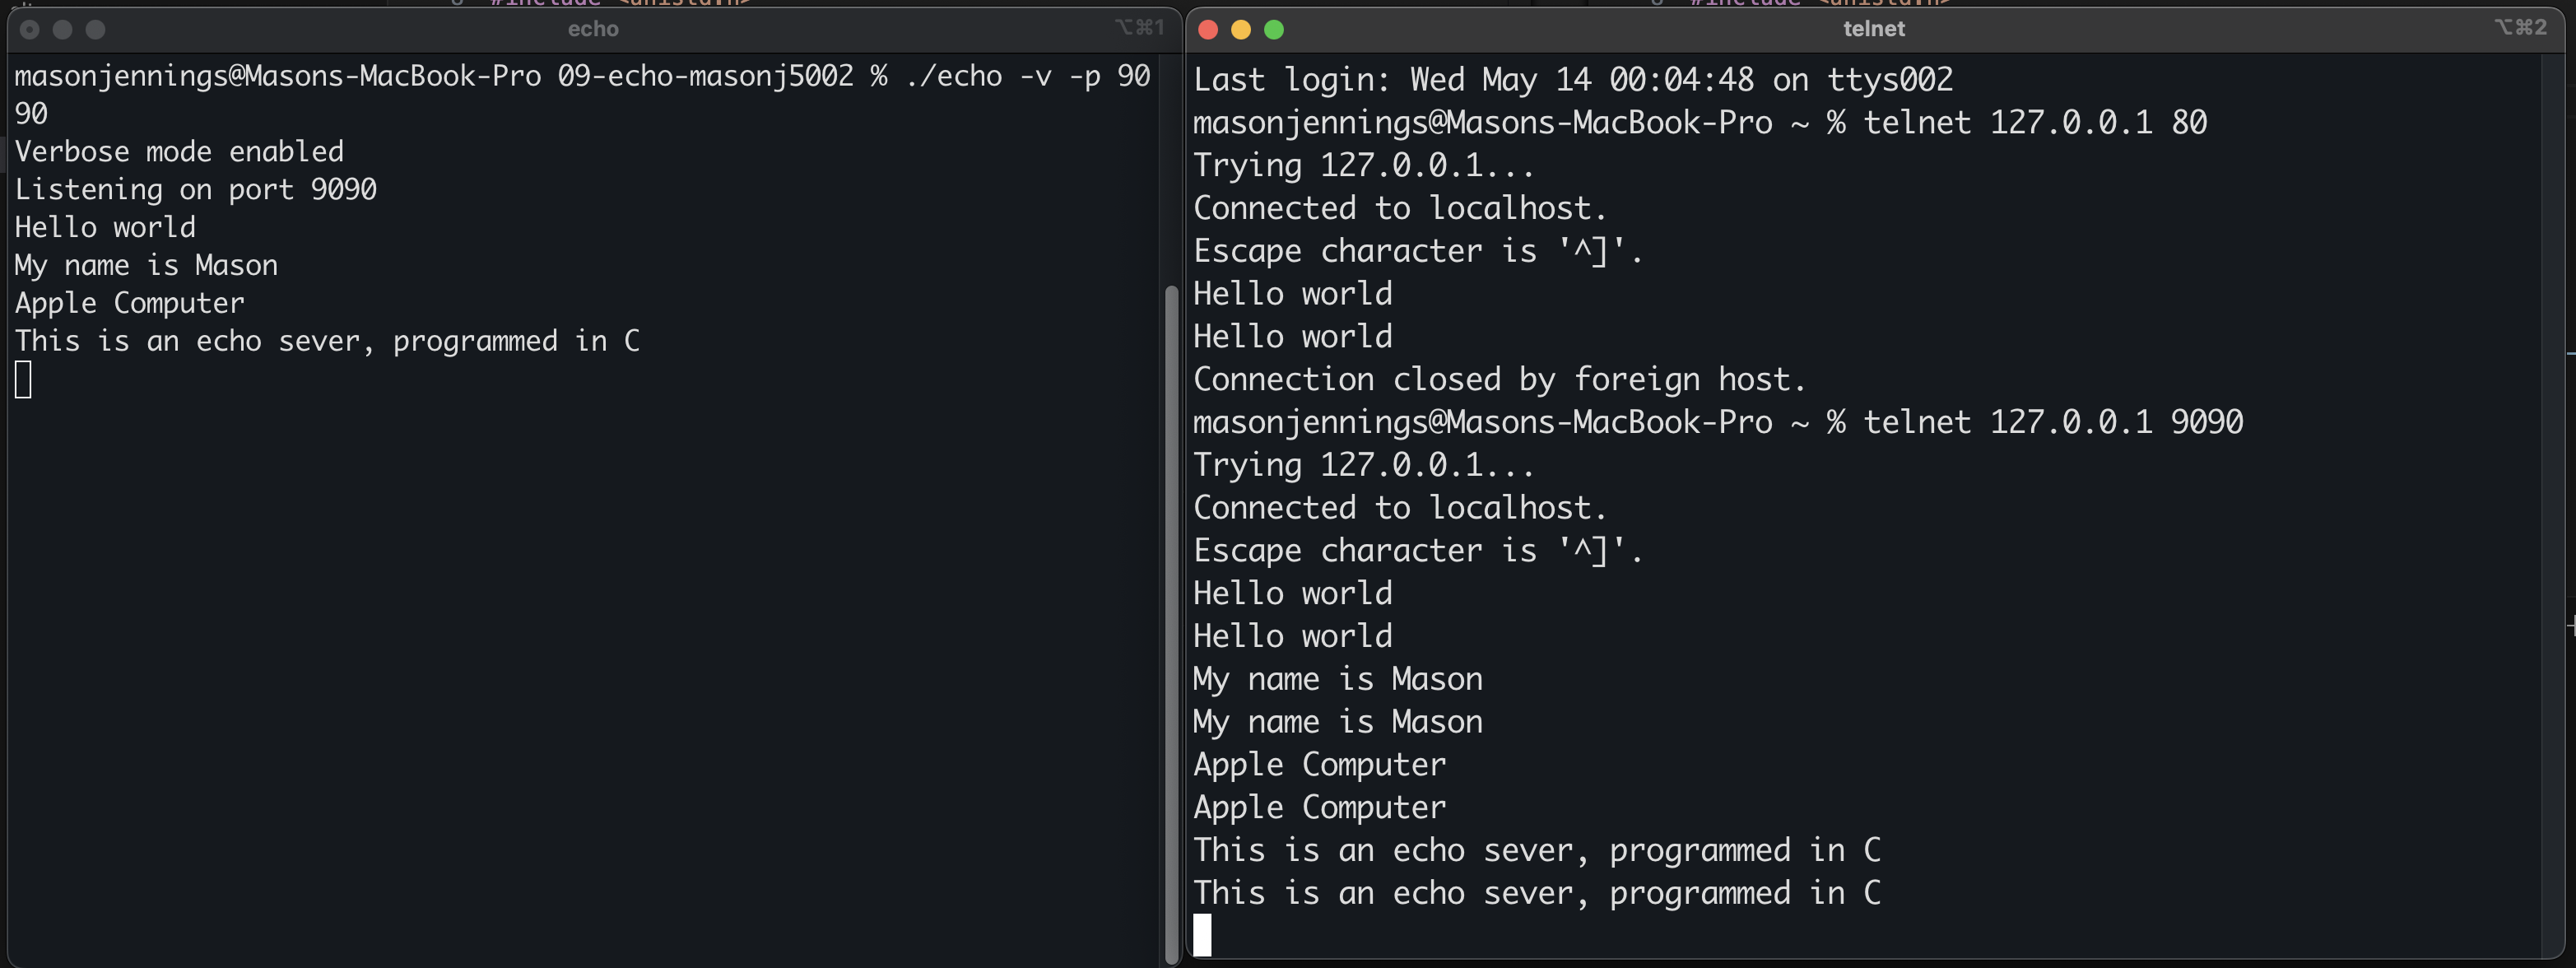 #include <unistd.h>
#include <unistd.h>
echo ⌥⌘1
masonjennings@Masons-MacBook-Pro 09-echo-masonj5002 % ./echo -v -p 90
90
Verbose mode enabled
Listening on port 9090
Hello world
My name is Mason
Apple Computer
This is an echo sever, programmed in C
telnet ⌥⌘2
Last login: Wed May 14 00:04:48 on ttys002
masonjennings@Masons-MacBook-Pro ~ % telnet 127.0.0.1 80
Trying 127.0.0.1...
Connected to localhost.
Escape character is '^]'.
Hello world
Hello world
Connection closed by foreign host.
masonjennings@Masons-MacBook-Pro ~ % telnet 127.0.0.1 9090
Trying 127.0.0.1...
Connected to localhost.
Escape character is '^]'.
Hello world
Hello world
My name is Mason
My name is Mason
Apple Computer
Apple Computer
This is an echo sever, programmed in C
This is an echo sever, programmed in C